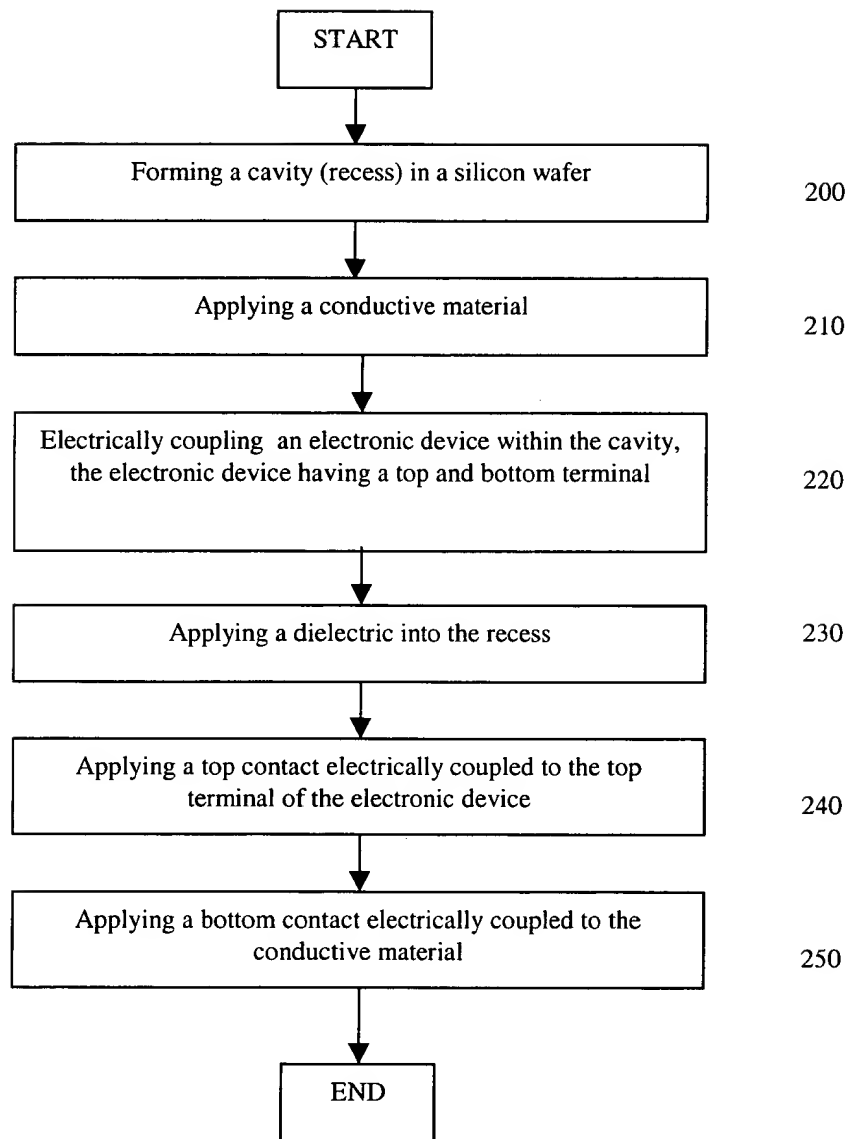 START
Forming a cavity (recess) in a silicon wafer
200
Applying a conductive material
210
Electrically coupling an electronic device within the cavity,
the electronic device having a top and bottom terminal
220
Applying a dielectric into the recess
230
Applying a top contact electrically coupled to the top
terminal of the electronic device
240
Applying a bottom contact electrically coupled to the
conductive material
250
END